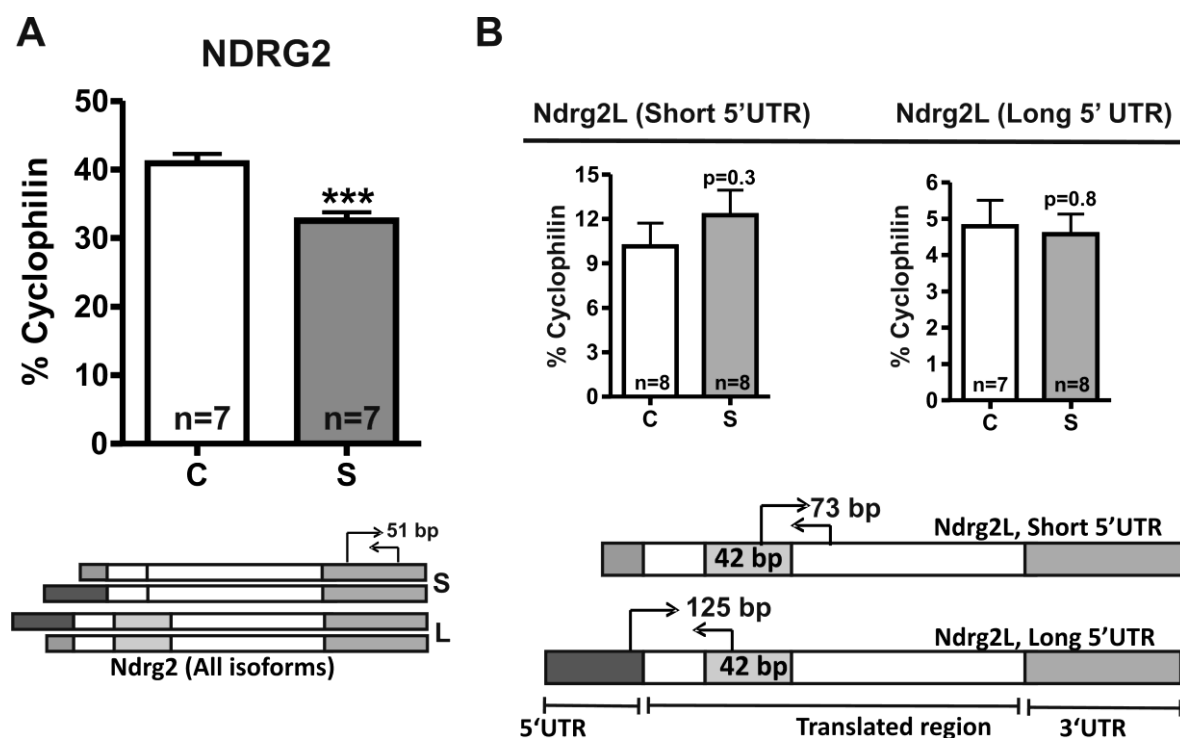 A
NDRG2
% Cyclophilin
50
40
30
20
10
0
***
n=7
n=7
C
S
51 bp
S
L
Ndrg2 (All isoforms)
B
Ndrg2L (Short 5’UTR)
Ndrg2L (Long 5’ UTR)
% Cyclophilin
15
12
9
6
3
0
p=0.3
n=8
n=8
C
S
% Cyclophilin
6
5
4
3
2
1
0
p=0.8
n=7
n=8
C
S
73 bp
Ndrg2L, Short 5’UTR
42 bp
125 bp
Ndrg2L, Long 5’UTR
42 bp
5‘UTR
Translated region
3‘UTR